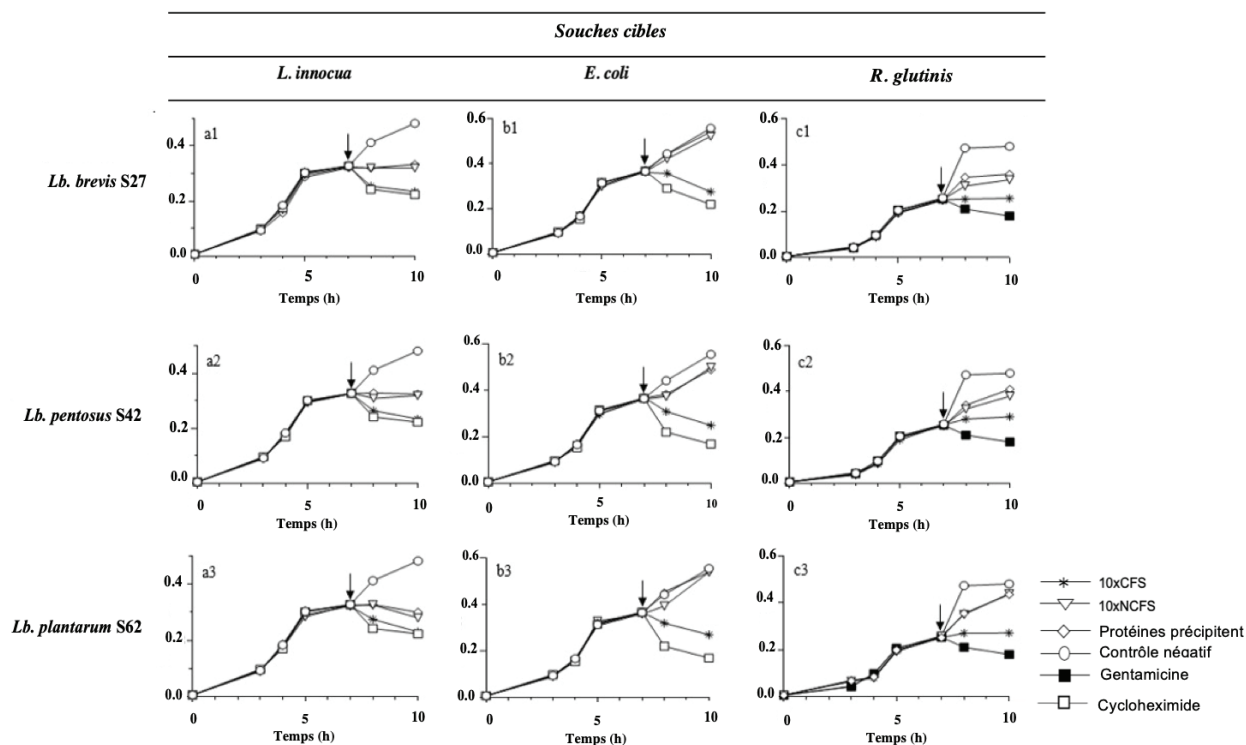 Souches cibles
L. innocua E. coli R. glutinis
Lb. brevis S27
a1
0.4
0.2
0.0
0 5 10
Temps (h)
b1
0.6
0.4
0.2
0.0
0 5 10
Temps (h)
c1
0.6
0.4
0.2
0.0
0 5 10
Temps (h)
Lb. pentosus S42
a2
0.4
0.2
0.0
0 5 10
Temps (h)
b2
0.6
0.4
0.2
0.0
0 5 10
Temps (h)
c2
0.6
0.4
0.2
0.0
0 5 10
Temps (h)
Lb. plantarum S62
a3
0.4
0.2
0.0
0 5 10
Temps (h)
b3
0.6
0.4
0.2
0.0
0 5 10
Temps (h)
c3
0.6
0.4
0.2
0.0
0 5 10
Temps (h)
10xCFS
10xNCFS
Protéines précipitent
Contrôle négatif
Gentamicine
Cycloheximide